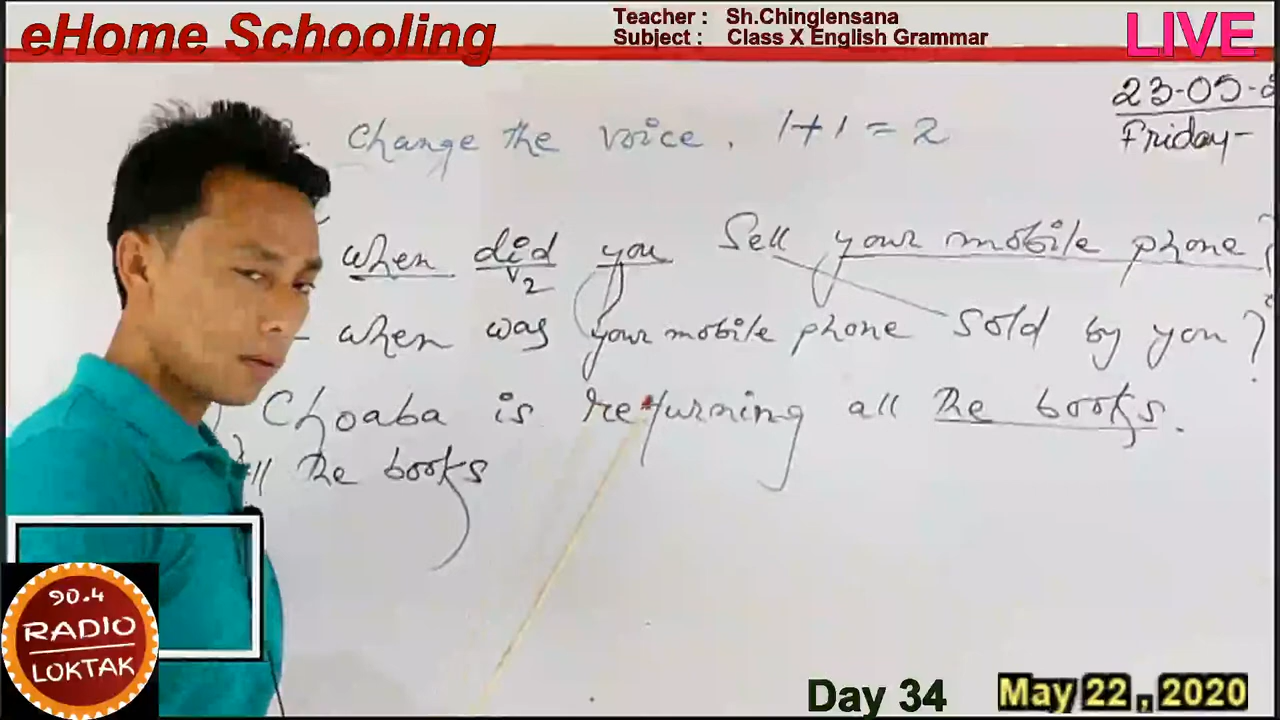 eHome Schooling
Teacher : Sh.Chinglensana
Subject : Class X English Grammar
LIVE
23-05-
Friday-
Change the voice. 1+1=2
When did you Sell your mobile phone?
V2
- When was your mobile phone sold by you?
Choaba is returning all the books.
the books
90.4
RADIO
LOKTAK
Day 34
May 22, 2020